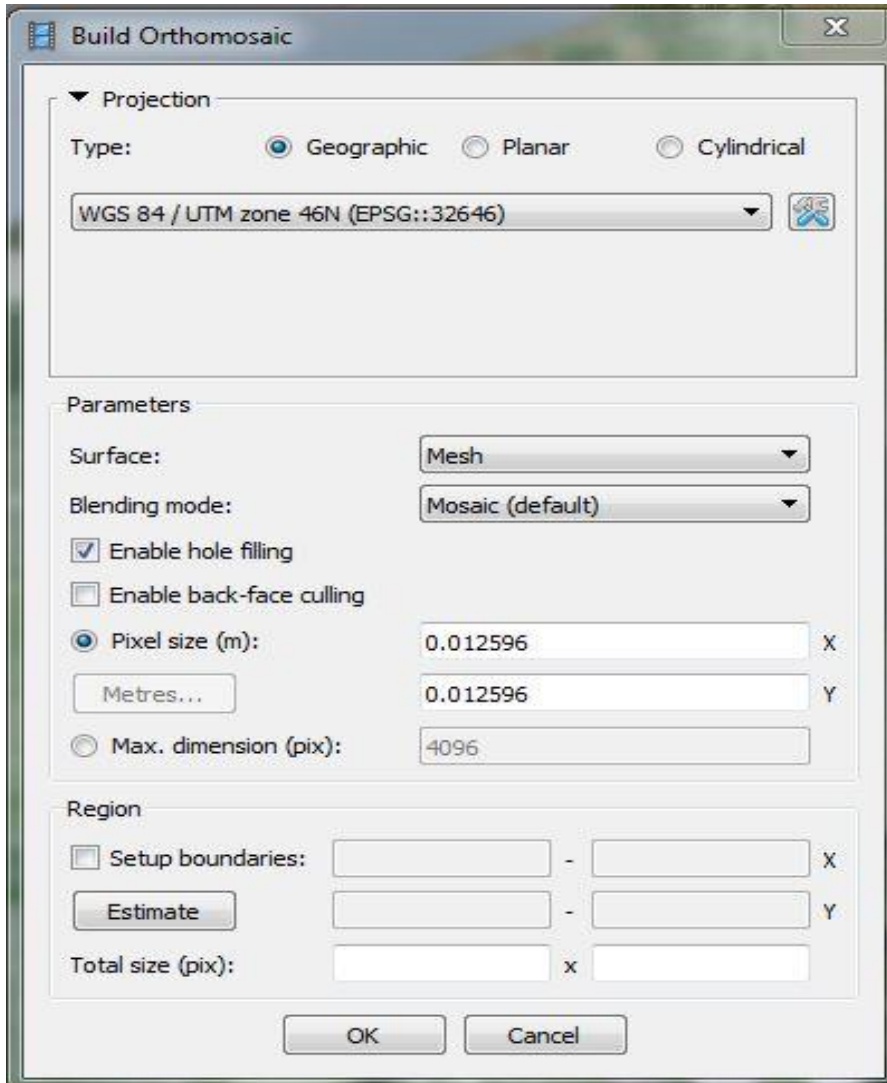 Build Orthomosaic
Projection
Type: Geographic Planar Cylindrical
WGS 84 / UTM zone 46N (EPSG::32646)
Parameters
Surface: Mesh
Blending mode: Mosaic (default)
Enable hole filling
Enable back-face culling
Pixel size (m): 0.012596 X
Metres... 0.012596 Y
Max. dimension (pix): 4096
Region
Setup boundaries: - X
Estimate - Y
Total size (pix): x
OK Cancel